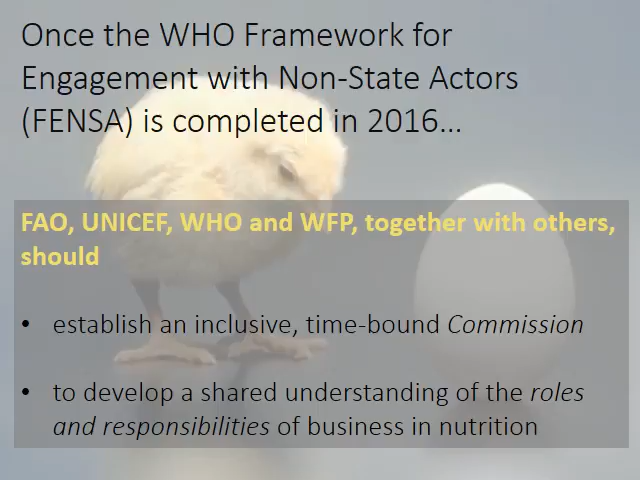 Once the WHO Framework for
Engagement with Non-State Actors
(FENSA) is completed in 2016…
FAO, UNICEF, WHO and WFP, together with others,
should
• establish an inclusive, time-bound Commission
• to develop a shared understanding of the roles
and responsibilities of business in nutrition